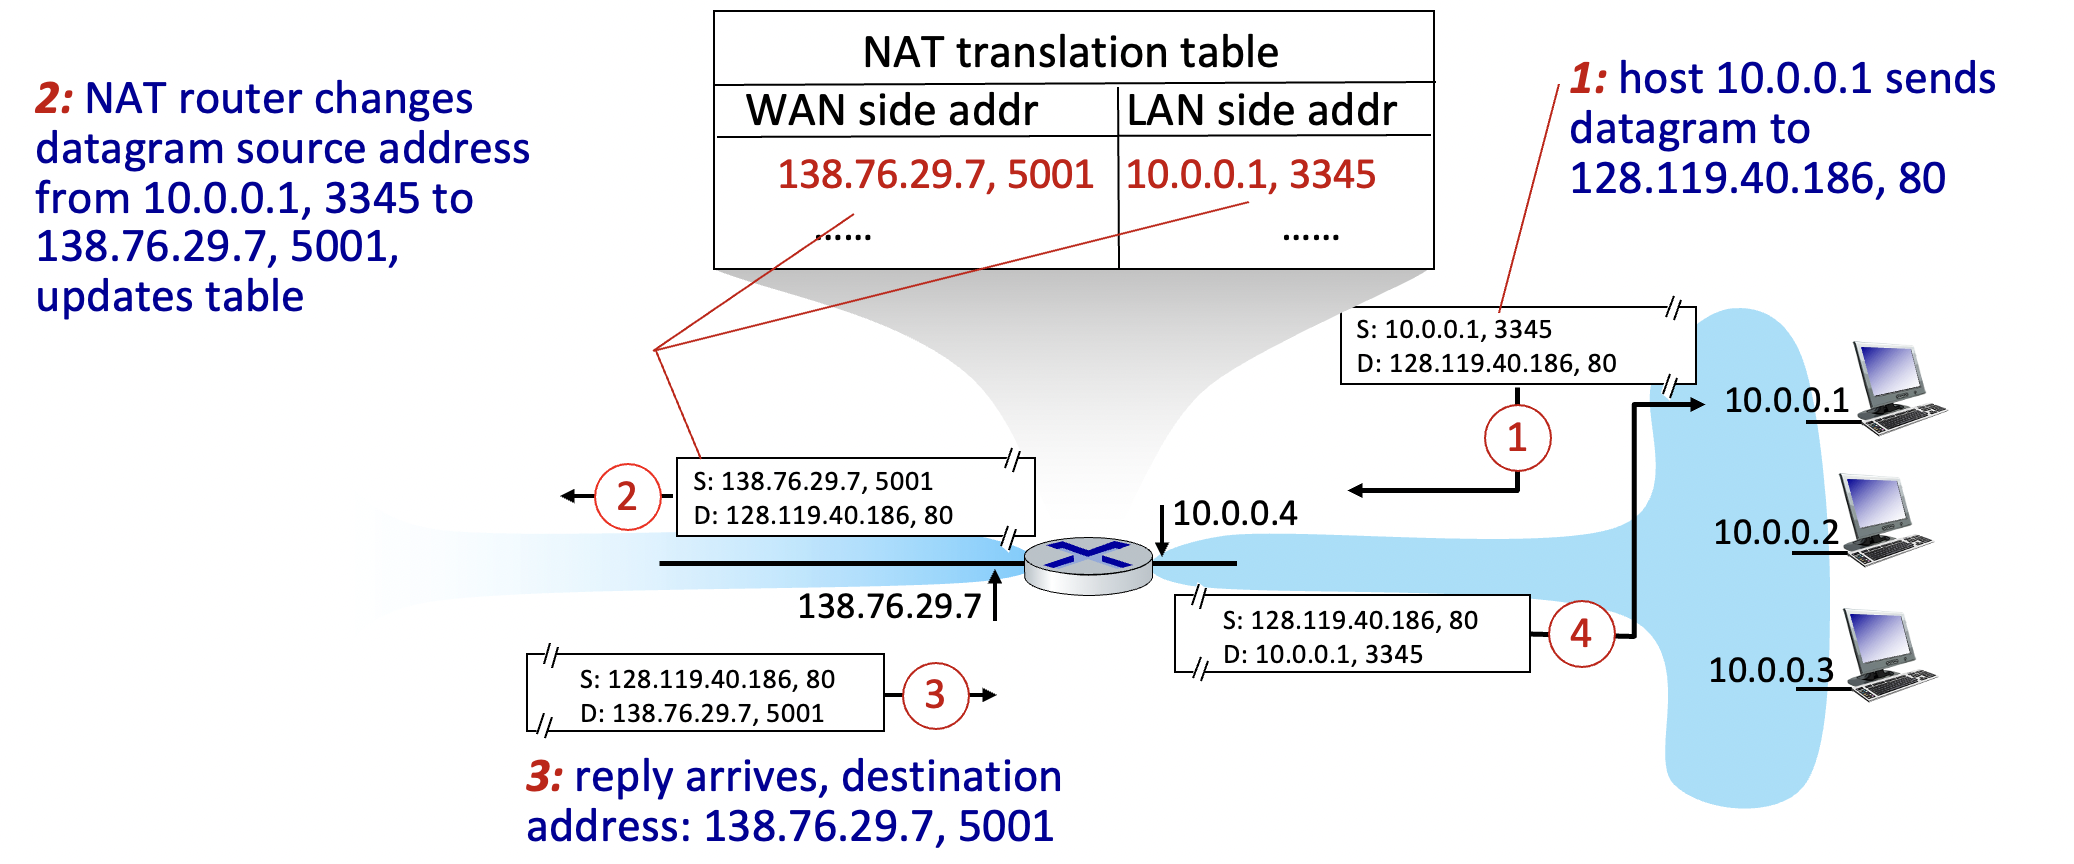 NAT translation table
WAN side addr LAN side addr
138.76.29.7, 5001 10.0.0.1, 3345
...... ......
2: NAT router changes
datagram source address
from 10.0.0.1, 3345 to
138.76.29.7, 5001,
updates table
1: host 10.0.0.1 sends
datagram to
128.119.40.186, 80
S: 10.0.0.1, 3345
D: 128.119.40.186, 80
1
10.0.0.1
S: 138.76.29.7, 5001
D: 128.119.40.186, 80
2
10.0.0.4
10.0.0.2
138.76.29.7
S: 128.119.40.186, 80
D: 10.0.0.1, 3345
4
10.0.0.3
S: 128.119.40.186, 80
D: 138.76.29.7, 5001
3
3: reply arrives, destination
address: 138.76.29.7, 5001